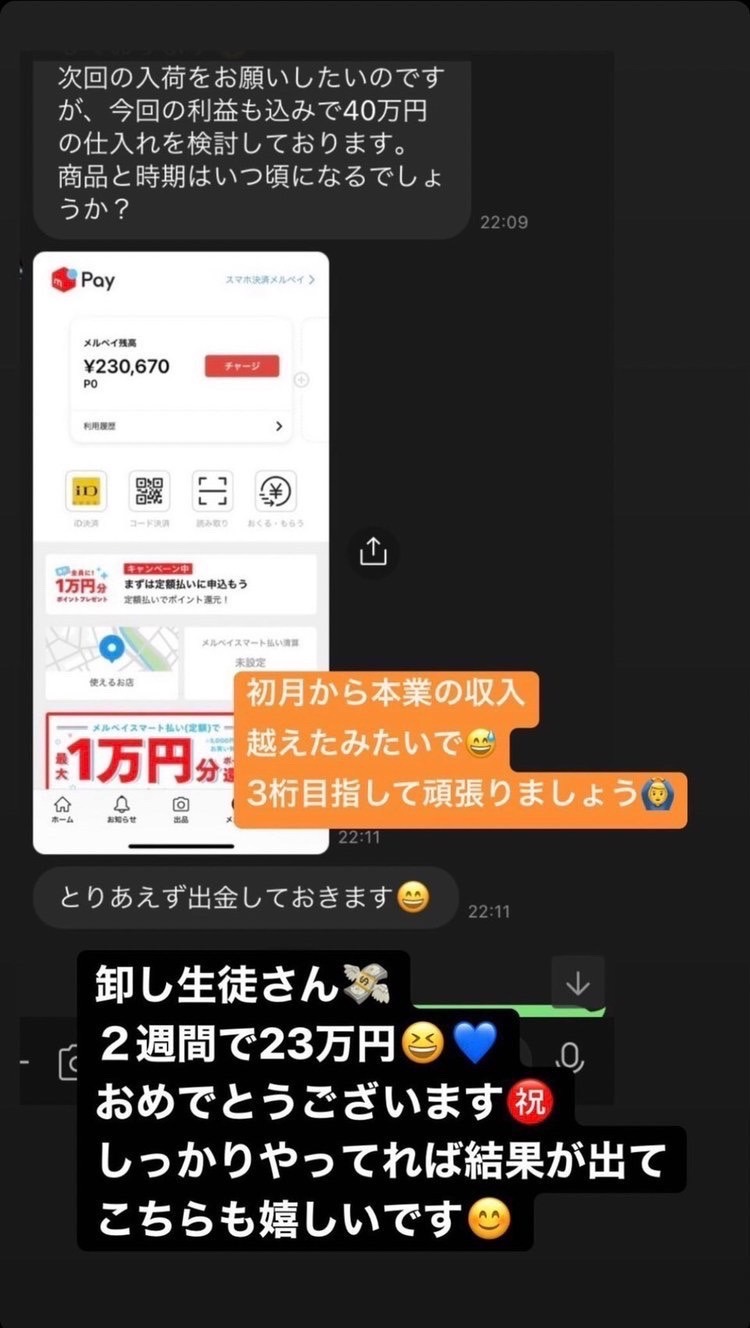 次回の入荷をお願いしたいのです
が、今回の利益も込みで40万円
の仕入れを検討しております。
商品と時期はいつ頃になるでしょ
うか？
22:09
Pay
スマホ決済メルペイ
メルペイ残高
¥230,670
P0
チャージ
利用履歴
iD
iD決済
コード決済
読み取り
おくる・もらう
全員に!
1万円分
ポイントプレゼント
キャンペーン中
まずは定額払いに申込もう
定額払いでポイント還元！
使えるお店
メルペイスマート払い清算
未設定
メルペイスマート払い(定額)で
最大1万円分
ホーム
お知らせ
出品
初月から本業の収入
越えたみたいで😅
3桁目指して頑張りましょう🙆‍♂️
22:11
とりあえず出金しておきます😄
22:11
卸し生徒さん💸
２週間で23万円😆💙
おめでとうございます㊗️
しっかりやってれば結果が出て
こちらも嬉しいです😊